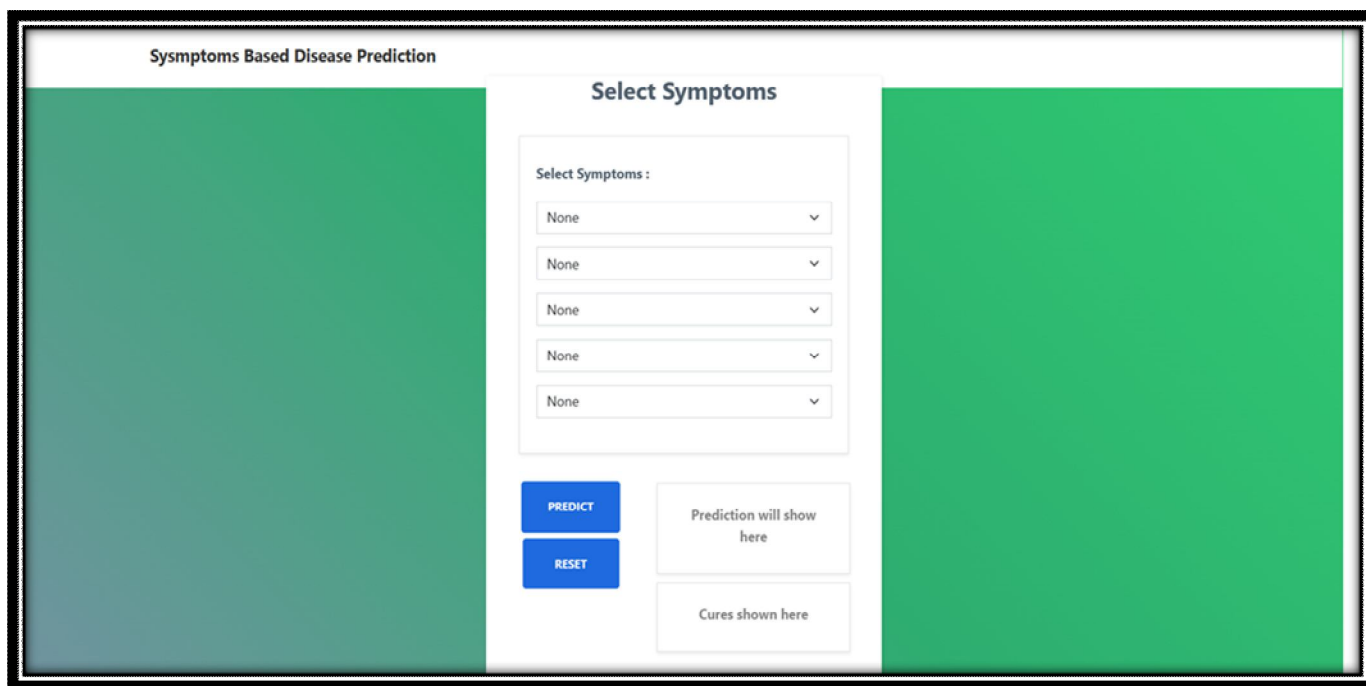 Sysmptoms Based Disease Prediction
Select Symptoms
Select Symptoms :
None
None
None
None
None
PREDICT
RESET
Prediction will show
here
Cures shown here